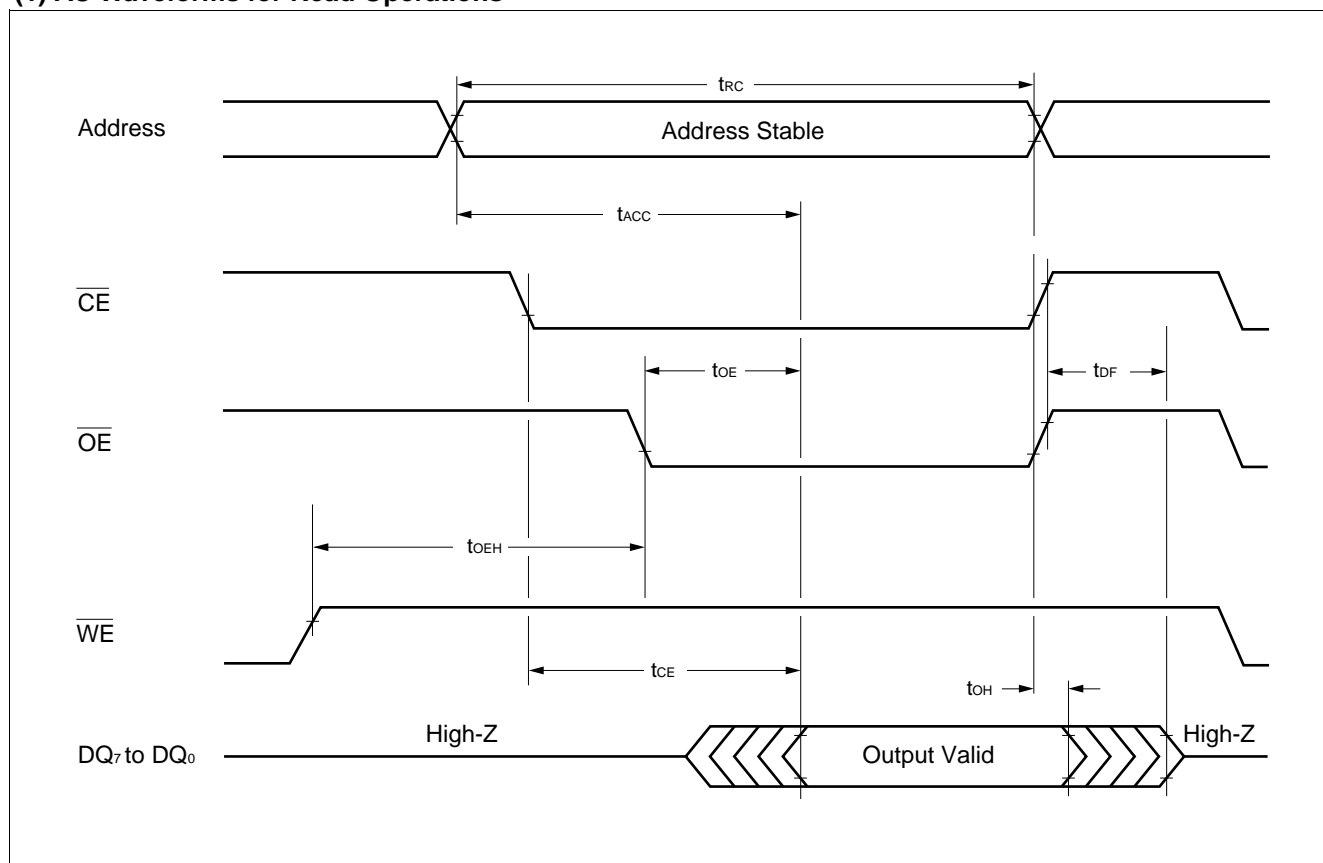 (1) AC Waveforms for Read Operations
tRC
Address
Address Stable
tACC
CE
tOE
tDF
OE
tOEH
WE
tCE
tOH
High-Z
High-Z
DQ7 to DQ0
Output Valid